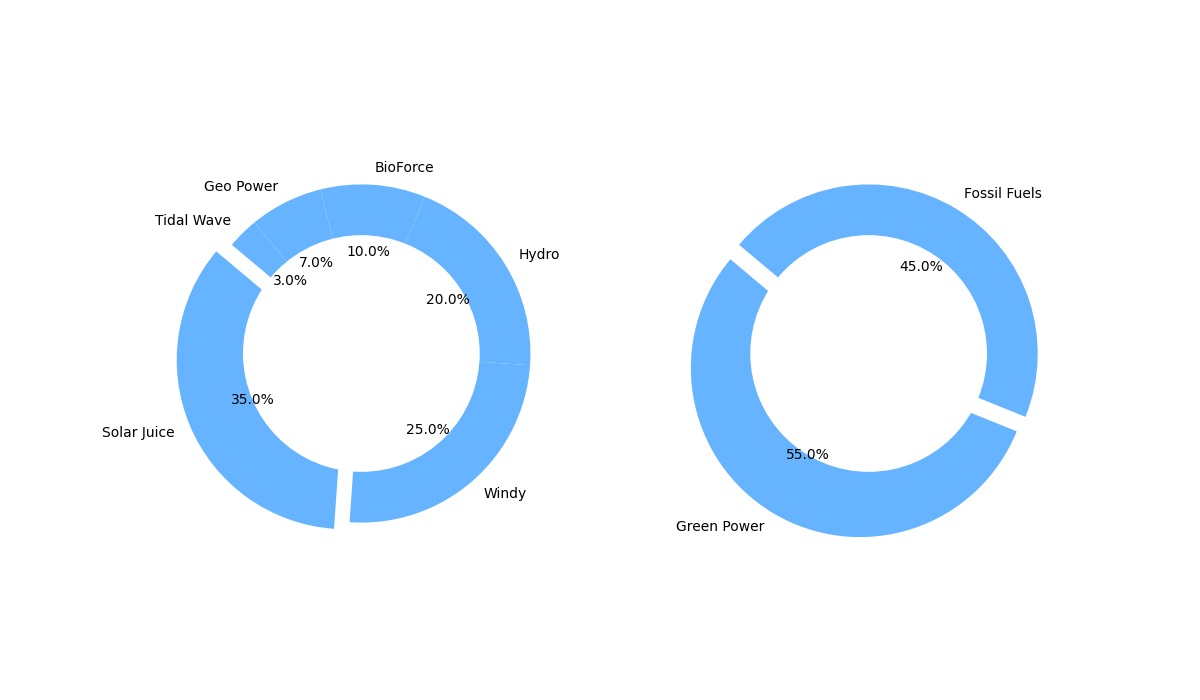 BioForce
Geo Power
Tidal Wave
10.0%
7.0%
3.0%
Hydro
20.0%
35.0%
Solar Juice
25.0%
Windy
Fossil Fuels
45.0%
55.0%
Green Power